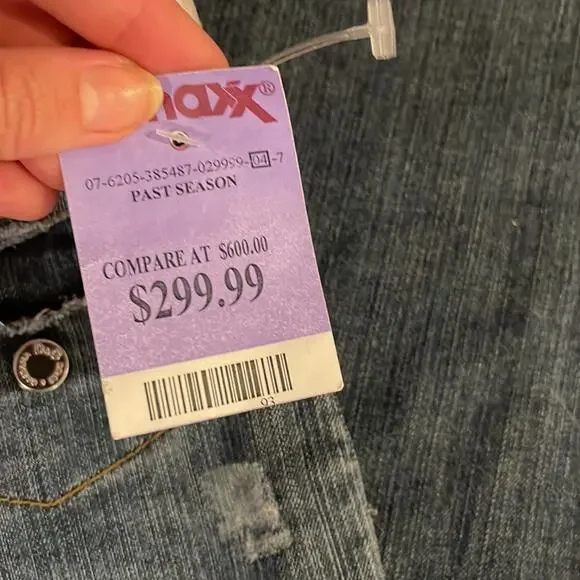 maxx®
07-6205-385487-029999-04-7
PAST SEASON
COMPARE AT $600.00
$299.99
93